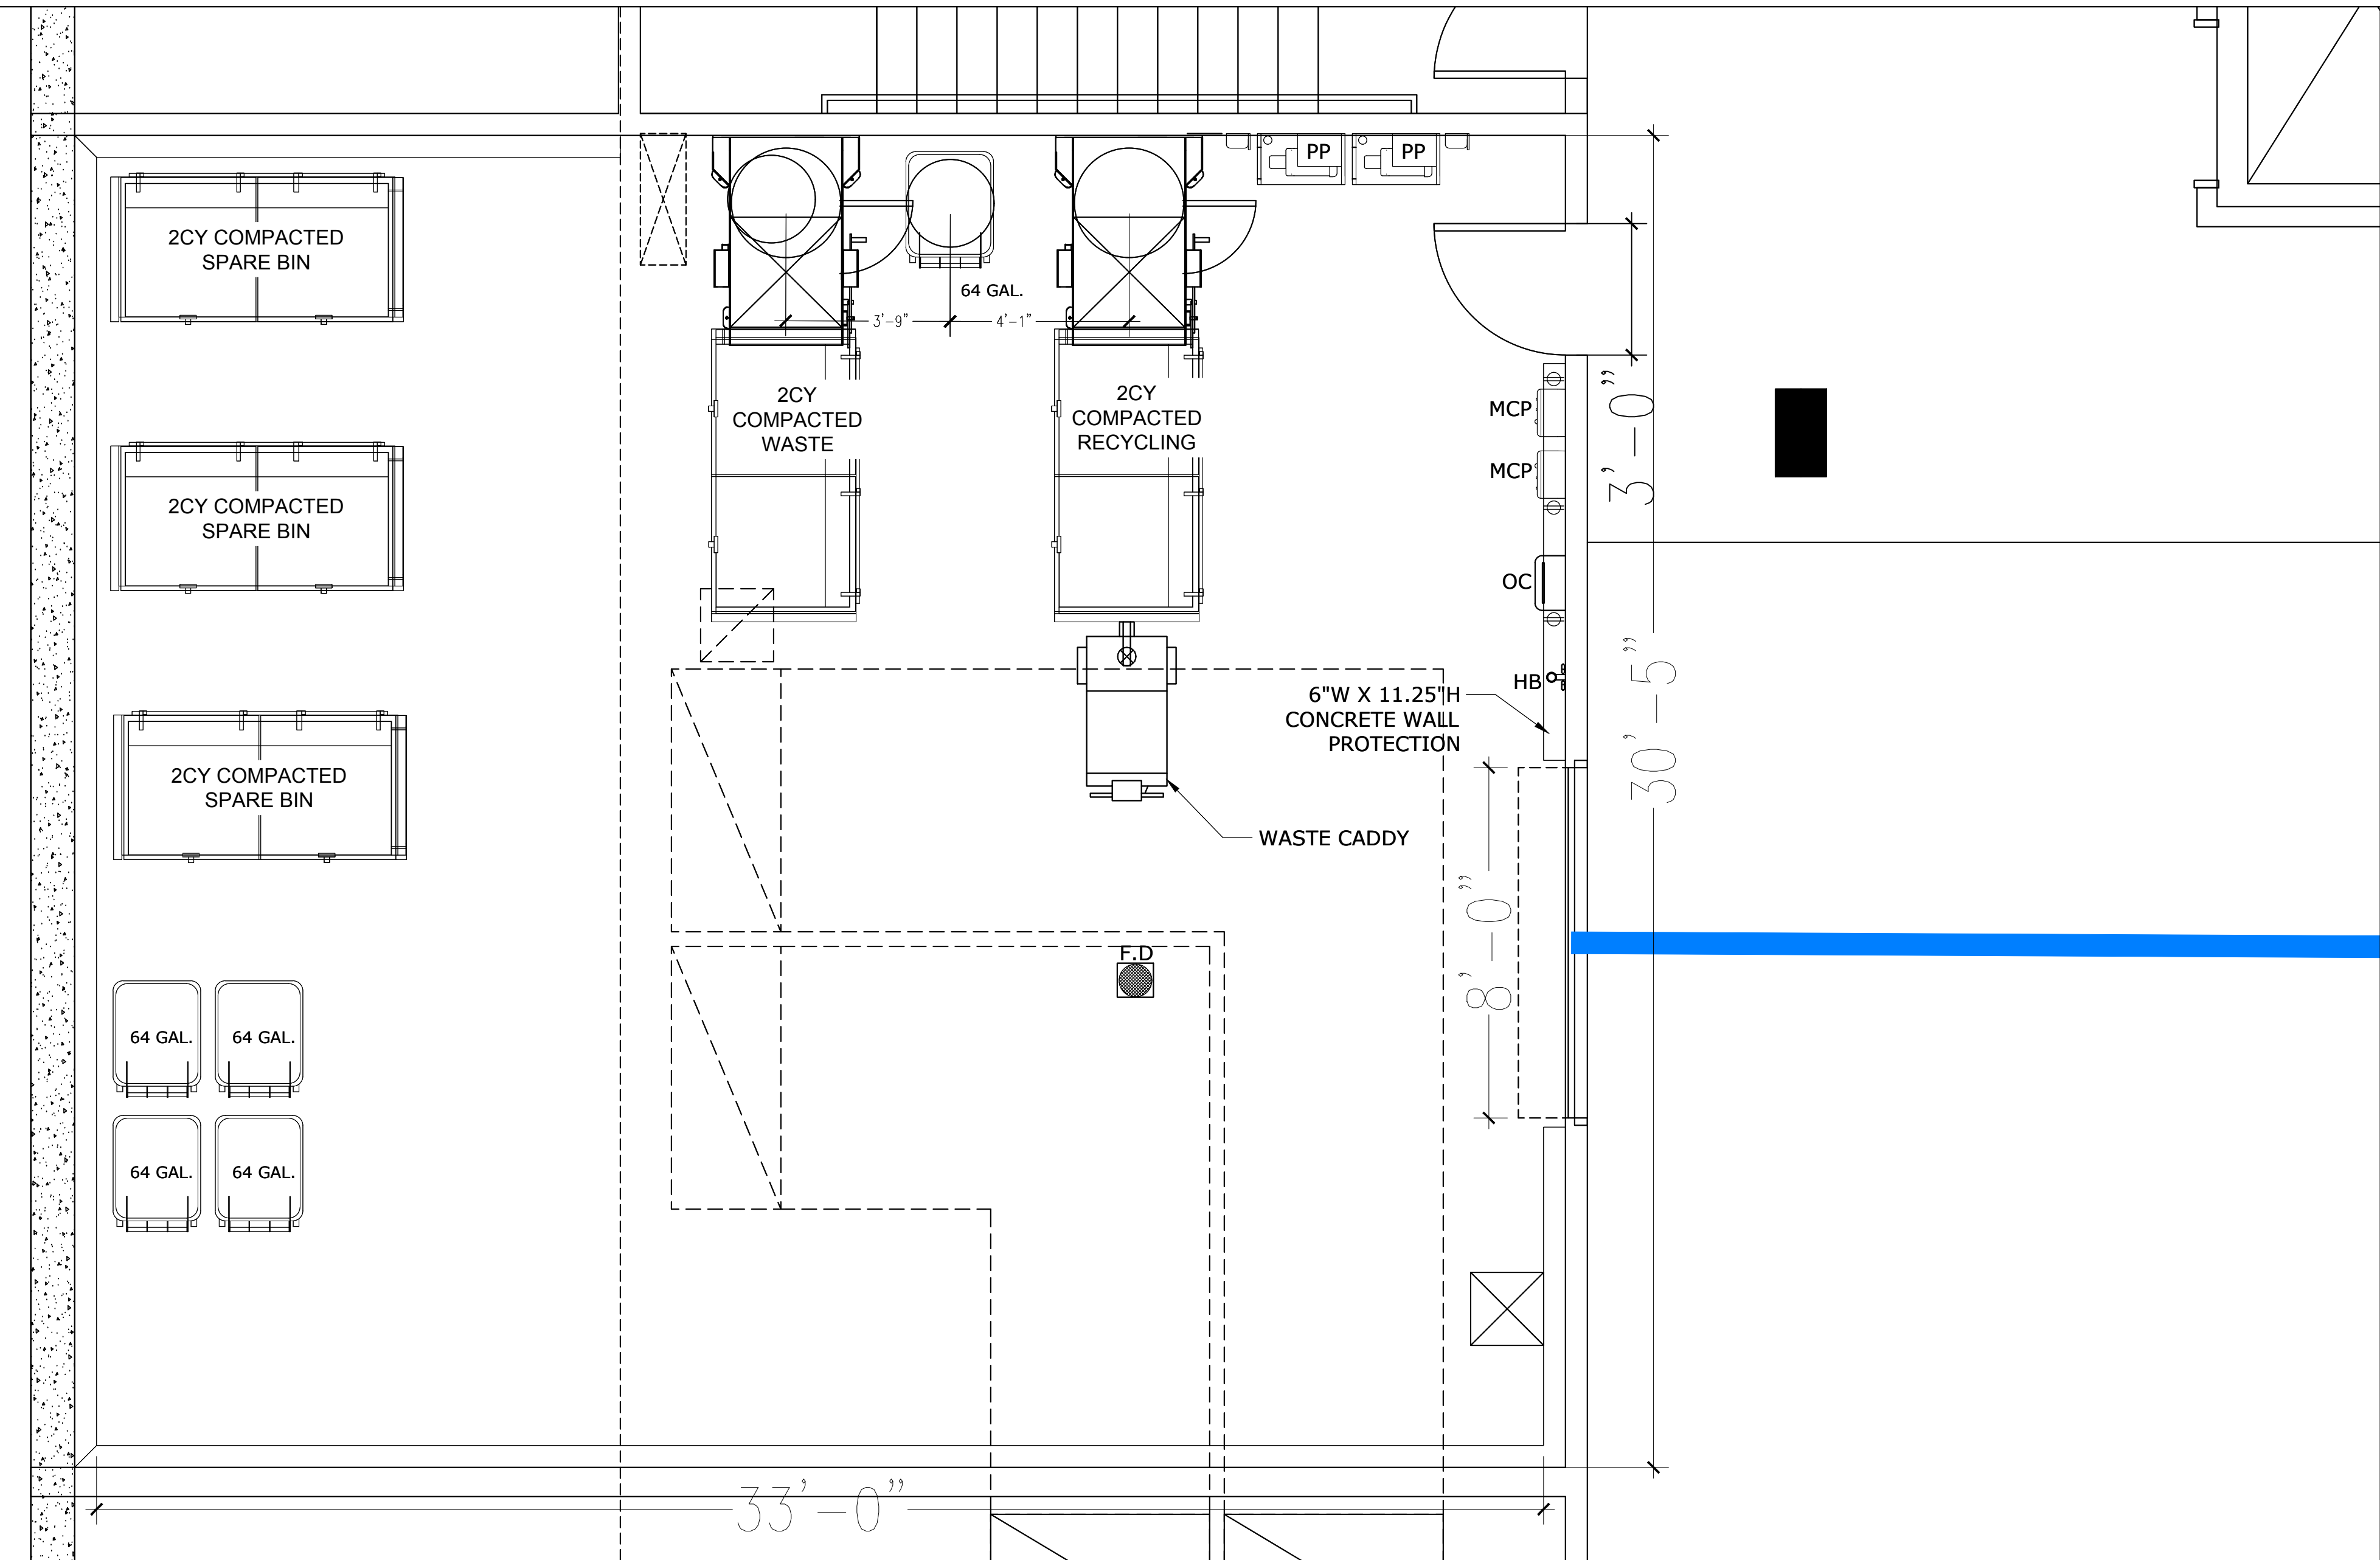 PP
PP
2CY COMPACTED
SPARE BIN
64 GAL.
3'-9"
4'-1"
2CY
COMPACTED
WASTE
2CY
COMPACTED
RECYCLING
MCP
3'-0"
MCP
2CY COMPACTED
SPARE BIN
OC
HB
30'-5"
6"W X 11.25"H
CONCRETE WALL
PROTECTION
2CY COMPACTED
SPARE BIN
WASTE CADDY
8'-0"
F.D
64 GAL.
64 GAL.
64 GAL.
64 GAL.
33'-0"